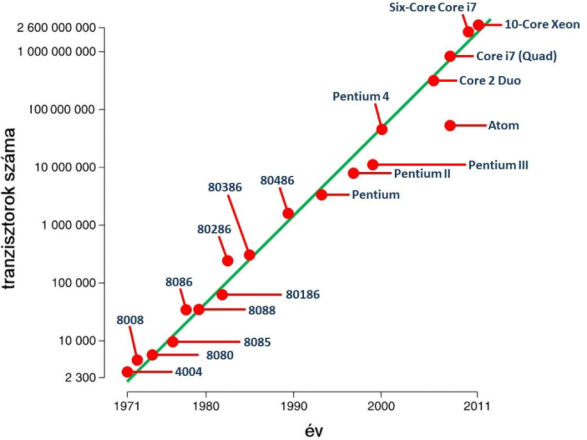 Six-Core Core i7
2 600 000 000
10-Core Xeon
1 000 000 000
Core i7 (Quad)
Core 2 Duo
100 000 000
Pentium 4
Atom
10 000 000
Pentium III
Pentium II
80486
80386
Pentium
1 000 000
80286
100 000
8086
80186
8088
8008
10 000
8085
8080
4004
2 300
1971
1980
1990
2000
2011
év
tranzisztorok száma